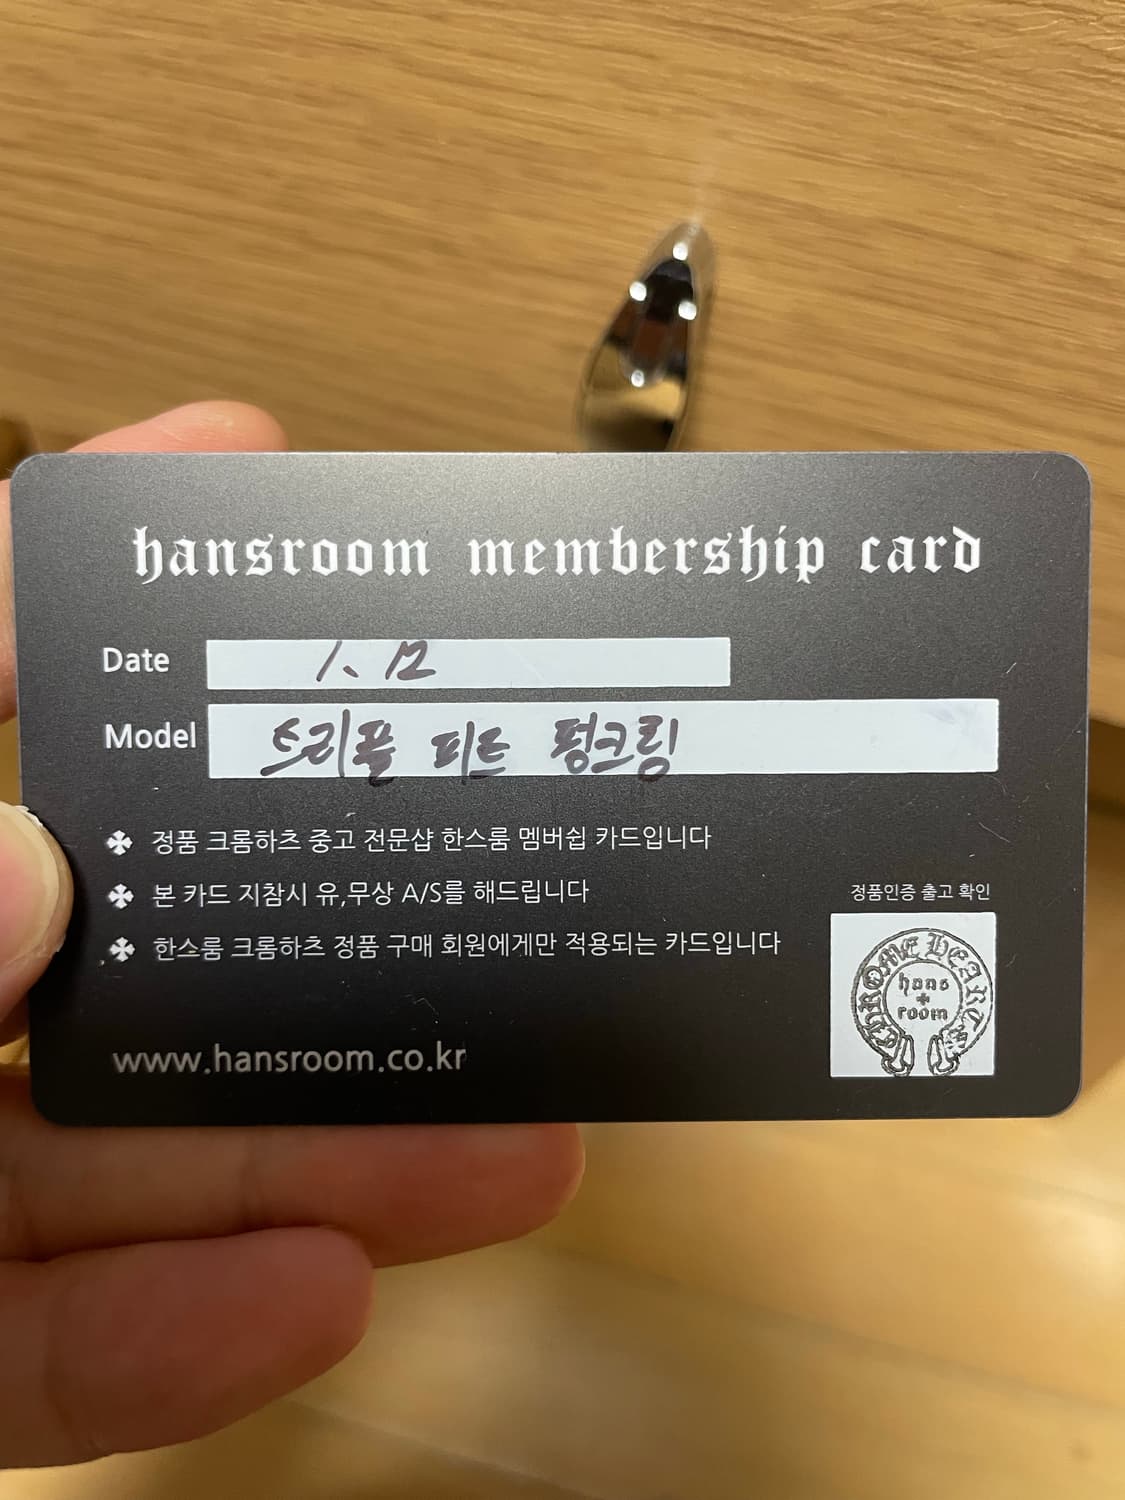 hansroom membership card
Date 1. 12
Model 트리플 피트 펑크링
정품 크롬하츠 중고 전문샵 한스룸 멤버쉽 카드입니다
본 카드 지참시 유,무상 A/S를 해드립니다
한스룸 크롬하츠 정품 구매 회원에게만 적용되는 카드입니다
정품인증 출고 확인
CHROME HEARTS
hans
room
www.hansroom.co.kr